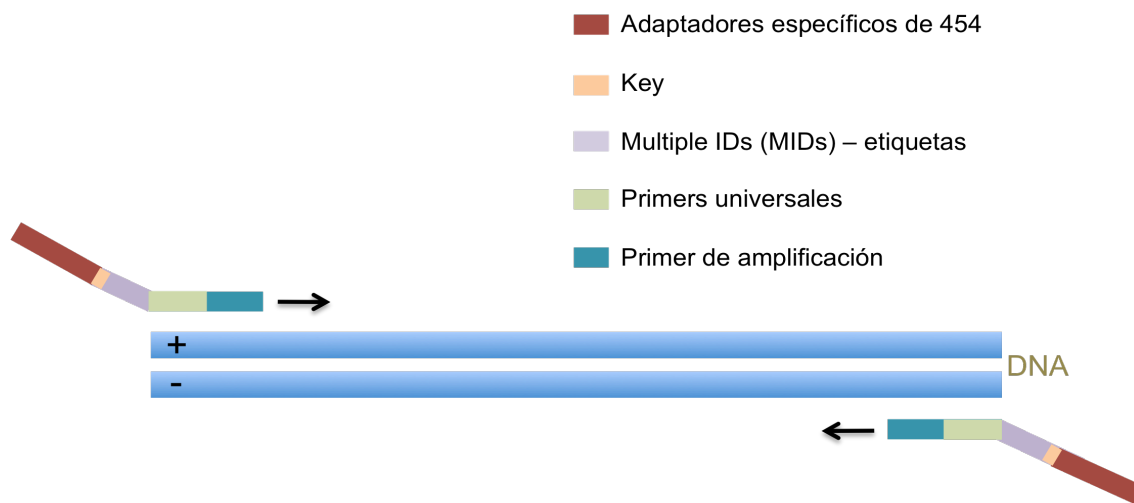 Adaptadores específicos de 454
Key
Multiple IDs (MIDs) – etiquetas
Primers universales
Primer de amplificación
+
-
DNA